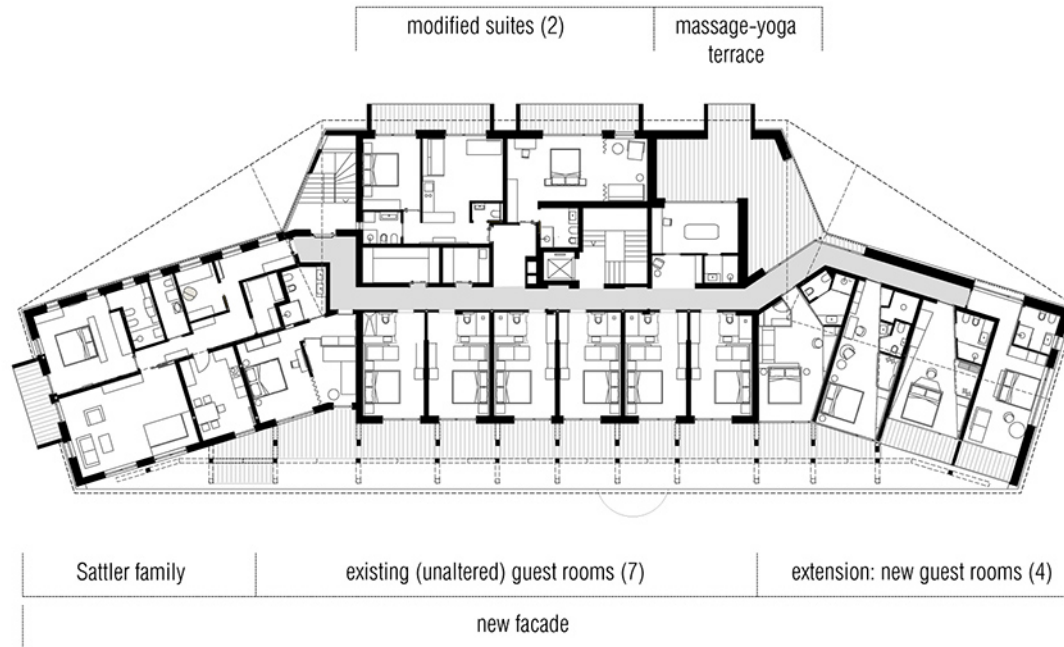 modified suites (2)
massage-yoga
terrace
Sattler family
existing (unaltered) guest rooms (7)
extension: new guest rooms (4)
new facade